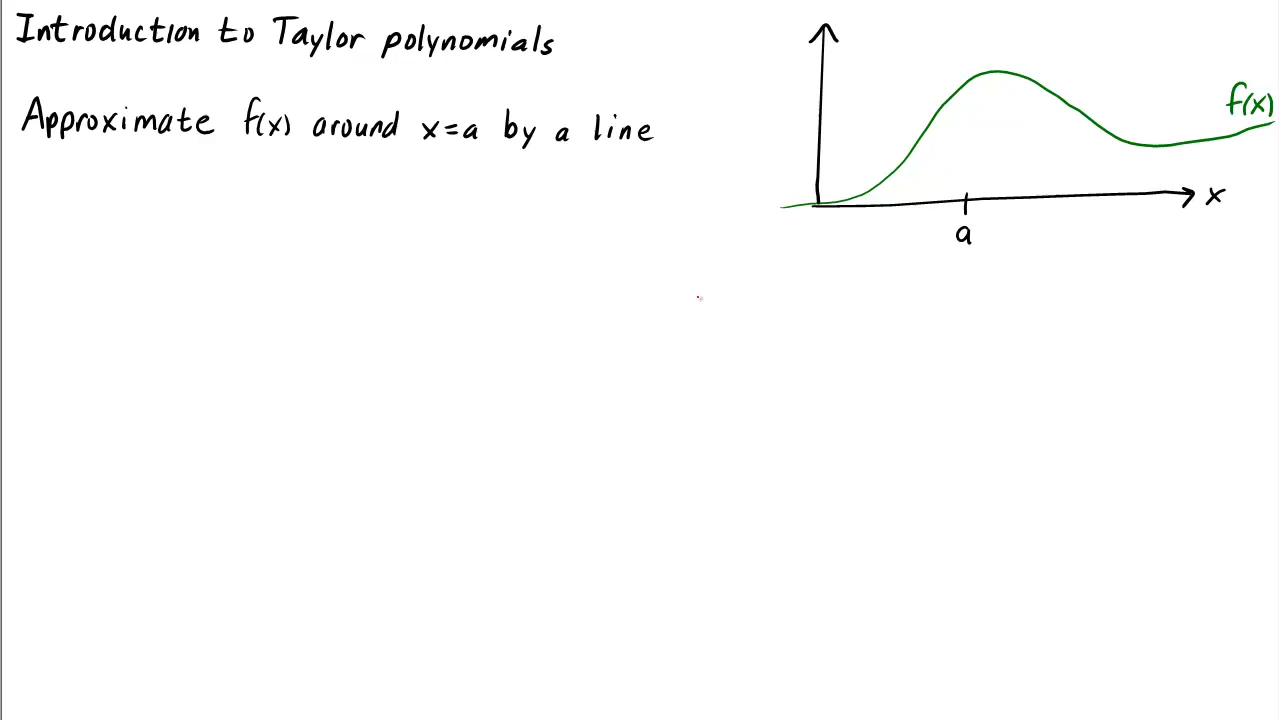 Introduction to Taylor polynomials
Approximate f(x) around x=a by a line
f(x)
x
a